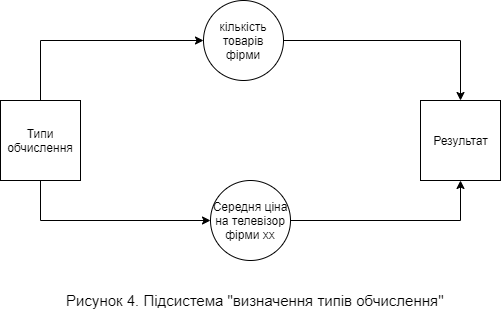 кількість
товарів
фірми
Типи
обчислення
Результат
Середня ціна
на телевізор
фірми хх
Рисунок 4. Підсистема "визначення типів обчислення"